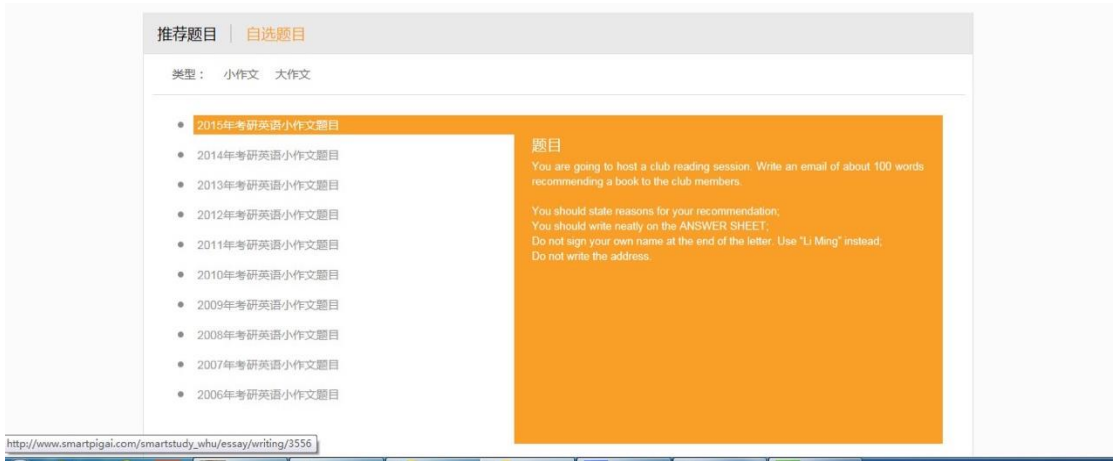 推荐题目 自选题目
类型： 小作文 大作文
2015年考研英语小作文题目
2014年考研英语小作文题目
2013年考研英语小作文题目
2012年考研英语小作文题目
2011年考研英语小作文题目
2010年考研英语小作文题目
2009年考研英语小作文题目
2008年考研英语小作文题目
2007年考研英语小作文题目
2006年考研英语小作文题目
题目
You are going to host a club reading session. Write an email of about 100 words
recommending a book to the club members.
You should state reasons for your recommendation;
You should write neatly on the ANSWER SHEET;
Do not sign your own name at the end of the letter. Use "Li Ming" instead;
Do not write the address.
http://www.smartpigai.com/smartstudy_whu/essay/writing/3556